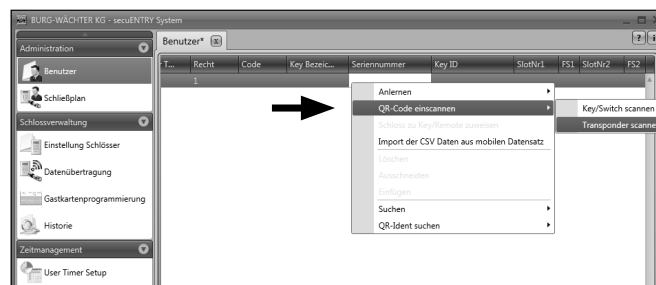 BURG-WÄCHTER KG - secuENTRY System
Administration
Benutzer
Schließplan
Schlossverwaltung
Einstellung Schlösser
Datenübertragung
Gastkartenprogrammierung
Historie
Zeitmanagement
User Timer Setup
Benutzer*
? i
T... Recht Code Key Bezeic... Seriennummer Key ID SlotNr1 FS1 SlotNr2 FS2
1
Anlernen
QR-Code einscannen
Schloss zu Key/Remote zuweisen
Import der CSV Daten aus mobilen Datensatz
Löschen
Ausschneiden
Einfügen
Suchen
QR-Ident suchen
Key/Switch scannen
Transponder scanne